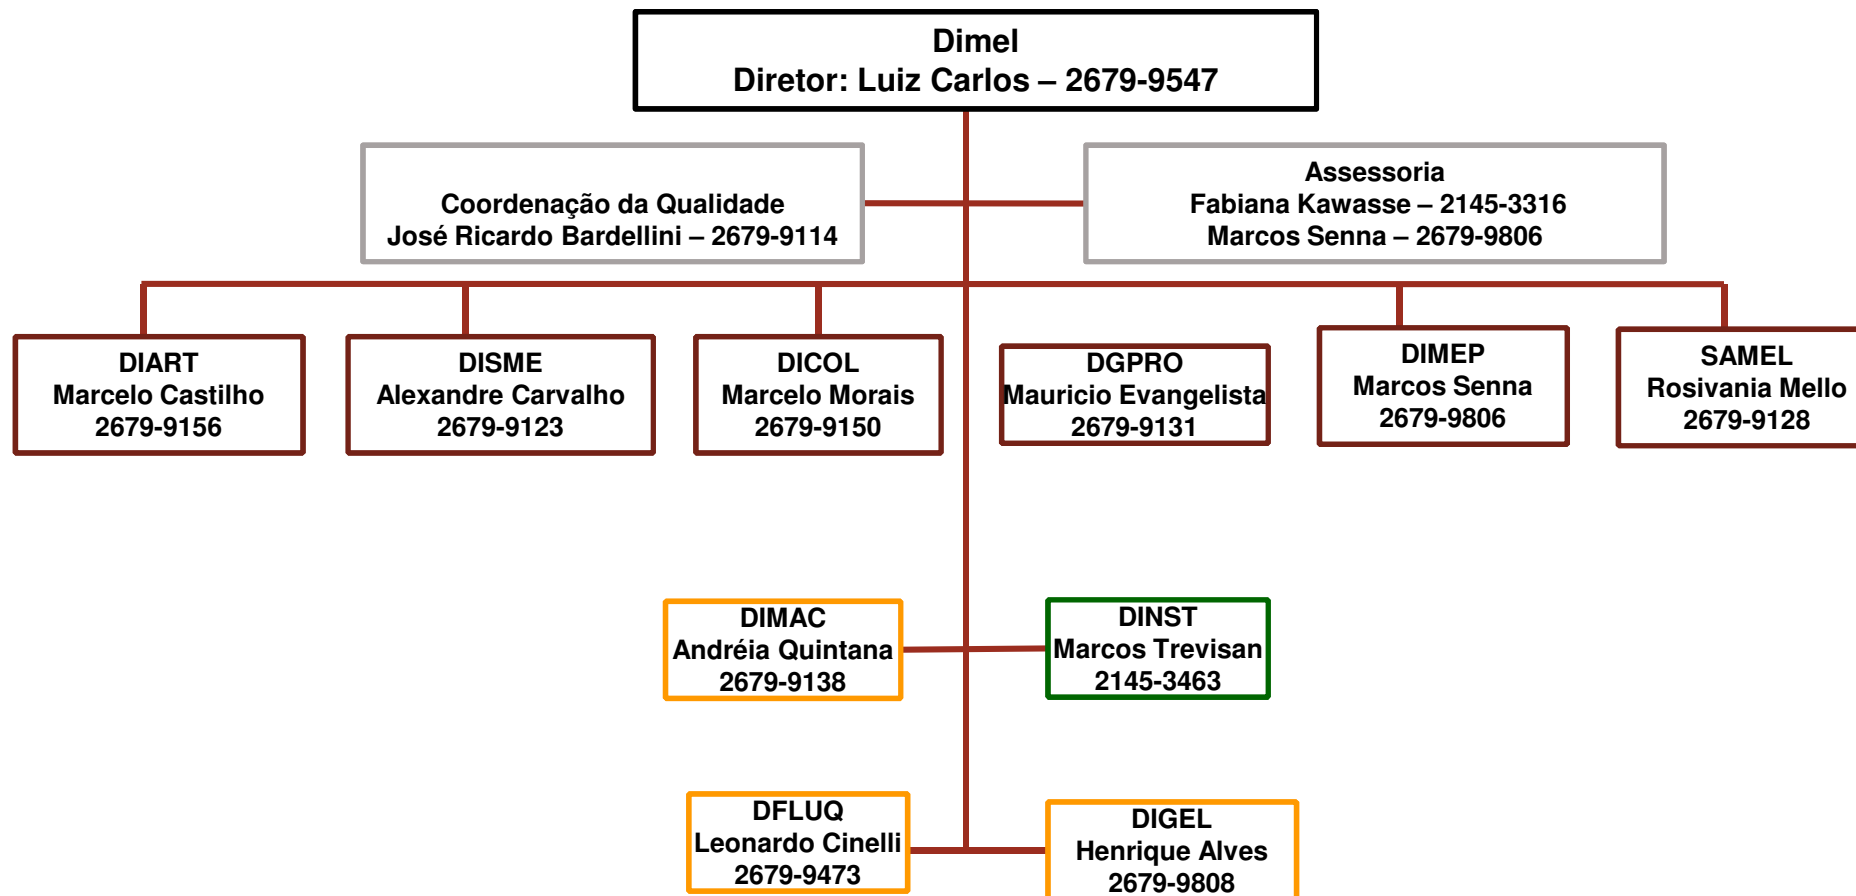 Dimel
Diretor: Luiz Carlos – 2679-9547
Coordenação da Qualidade
José Ricardo Bardellini – 2679-9114
Assessoria
Fabiana Kawasse – 2145-3316
Marcos Senna – 2679-9806
DIART
Marcelo Castilho
2679-9156
DISME
Alexandre Carvalho
2679-9123
DICOL
Marcelo Morais
2679-9150
DGPRO
Mauricio Evangelista
2679-9131
DIMEP
Marcos Senna
2679-9806
SAMEL
Rosivania Mello
2679-9128
DIMAC
Andréia Quintana
2679-9138
DINST
Marcos Trevisan
2145-3463
DFLUQ
Leonardo Cinelli
2679-9473
DIGEL
Henrique Alves
2679-9808